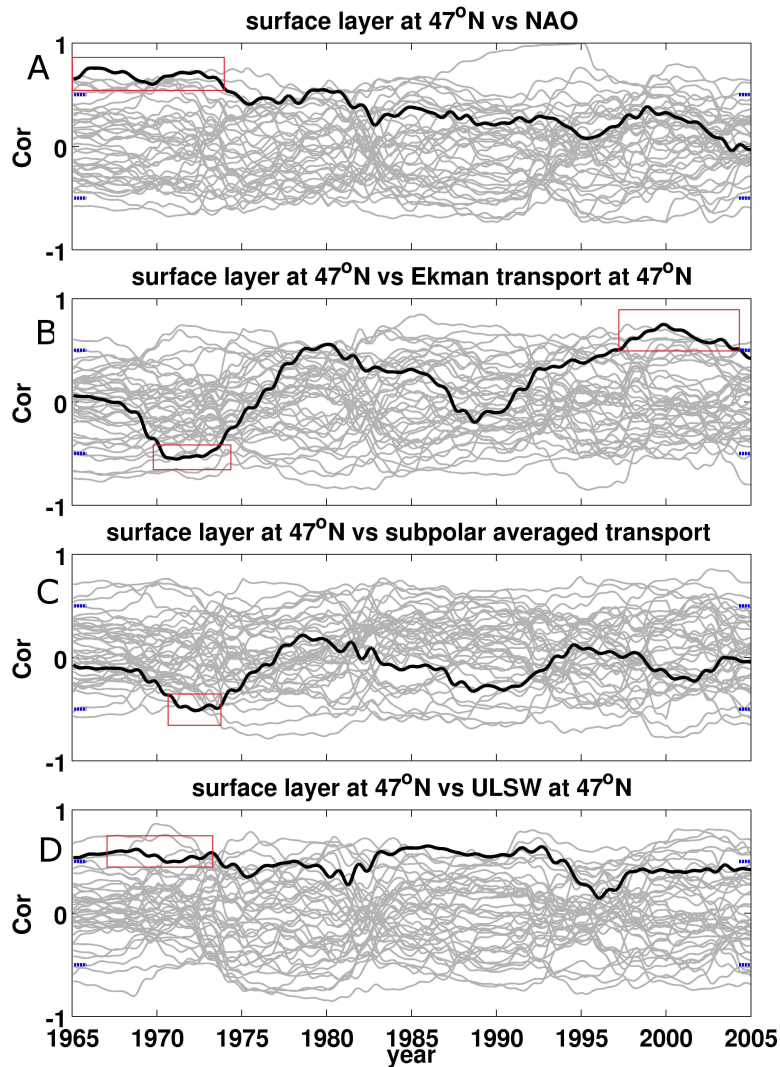 surface layer at 47°N vs NAO
A
1
0
-1
Cor
surface layer at 47°N vs Ekman transport at 47°N
B
1
0
-1
Cor
surface layer at 47°N vs subpolar averaged transport
C
1
0
-1
Cor
surface layer at 47°N vs ULSW at 47°N
D
1
0
-1
Cor
1965 1970 1975 1980 1985 1990 1995 2000 2005
year